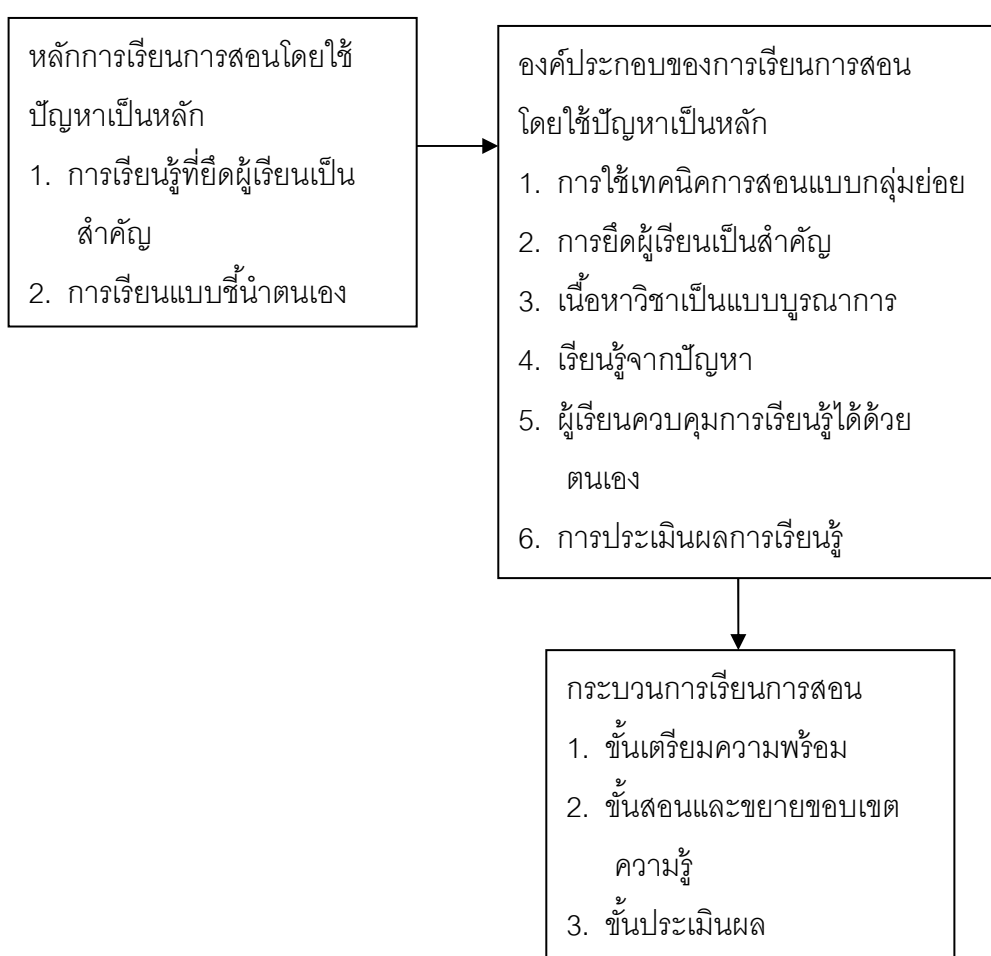 หลักการเรียนการสอนโดยใช้
ปัญหาเป็นหลัก
1. การเรียนรู้ที่ยึดผู้เรียนเป็น
สำคัญ
2. การเรียนแบบชี้นำตนเอง
องค์ประกอบของการเรียนการสอน
โดยใช้ปัญหาเป็นหลัก
1. การใช้เทคนิคการสอนแบบกลุ่มย่อย
2. การยึดผู้เรียนเป็นสำคัญ
3. เนื้อหาวิชาเป็นแบบบูรณาการ
4. เรียนรู้จากปัญหา
5. ผู้เรียนควบคุมการเรียนรู้ได้ด้วย
ตนเอง
6. การประเมินผลการเรียนรู้
กระบวนการเรียนการสอน
1. ขั้นเตรียมความพร้อม
2. ขั้นสอนและขยายขอบเขต
ความรู้
3. ขั้นประเมินผล